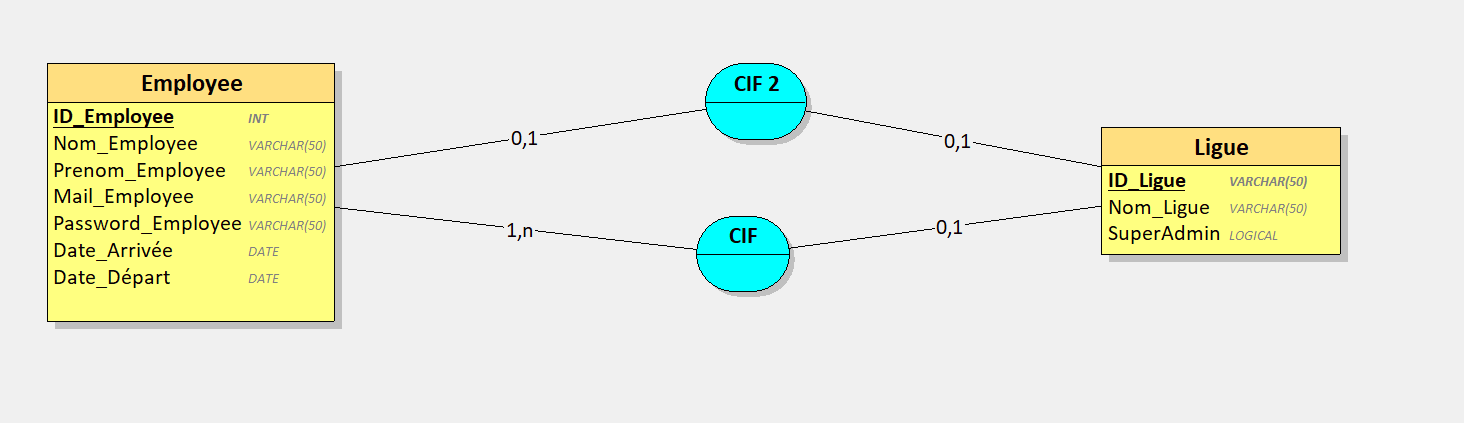 Employee
ID_Employee INT
Nom_Employee VARCHAR(50)
Prenom_Employee VARCHAR(50)
Mail_Employee VARCHAR(50)
Password_Employee VARCHAR(50)
Date_Arrivée DATE
Date_Départ DATE
0,1
CIF 2
0,1
1,n
CIF
0,1
Ligue
ID_Ligue VARCHAR(50)
Nom_Ligue VARCHAR(50)
SuperAdmin LOGICAL